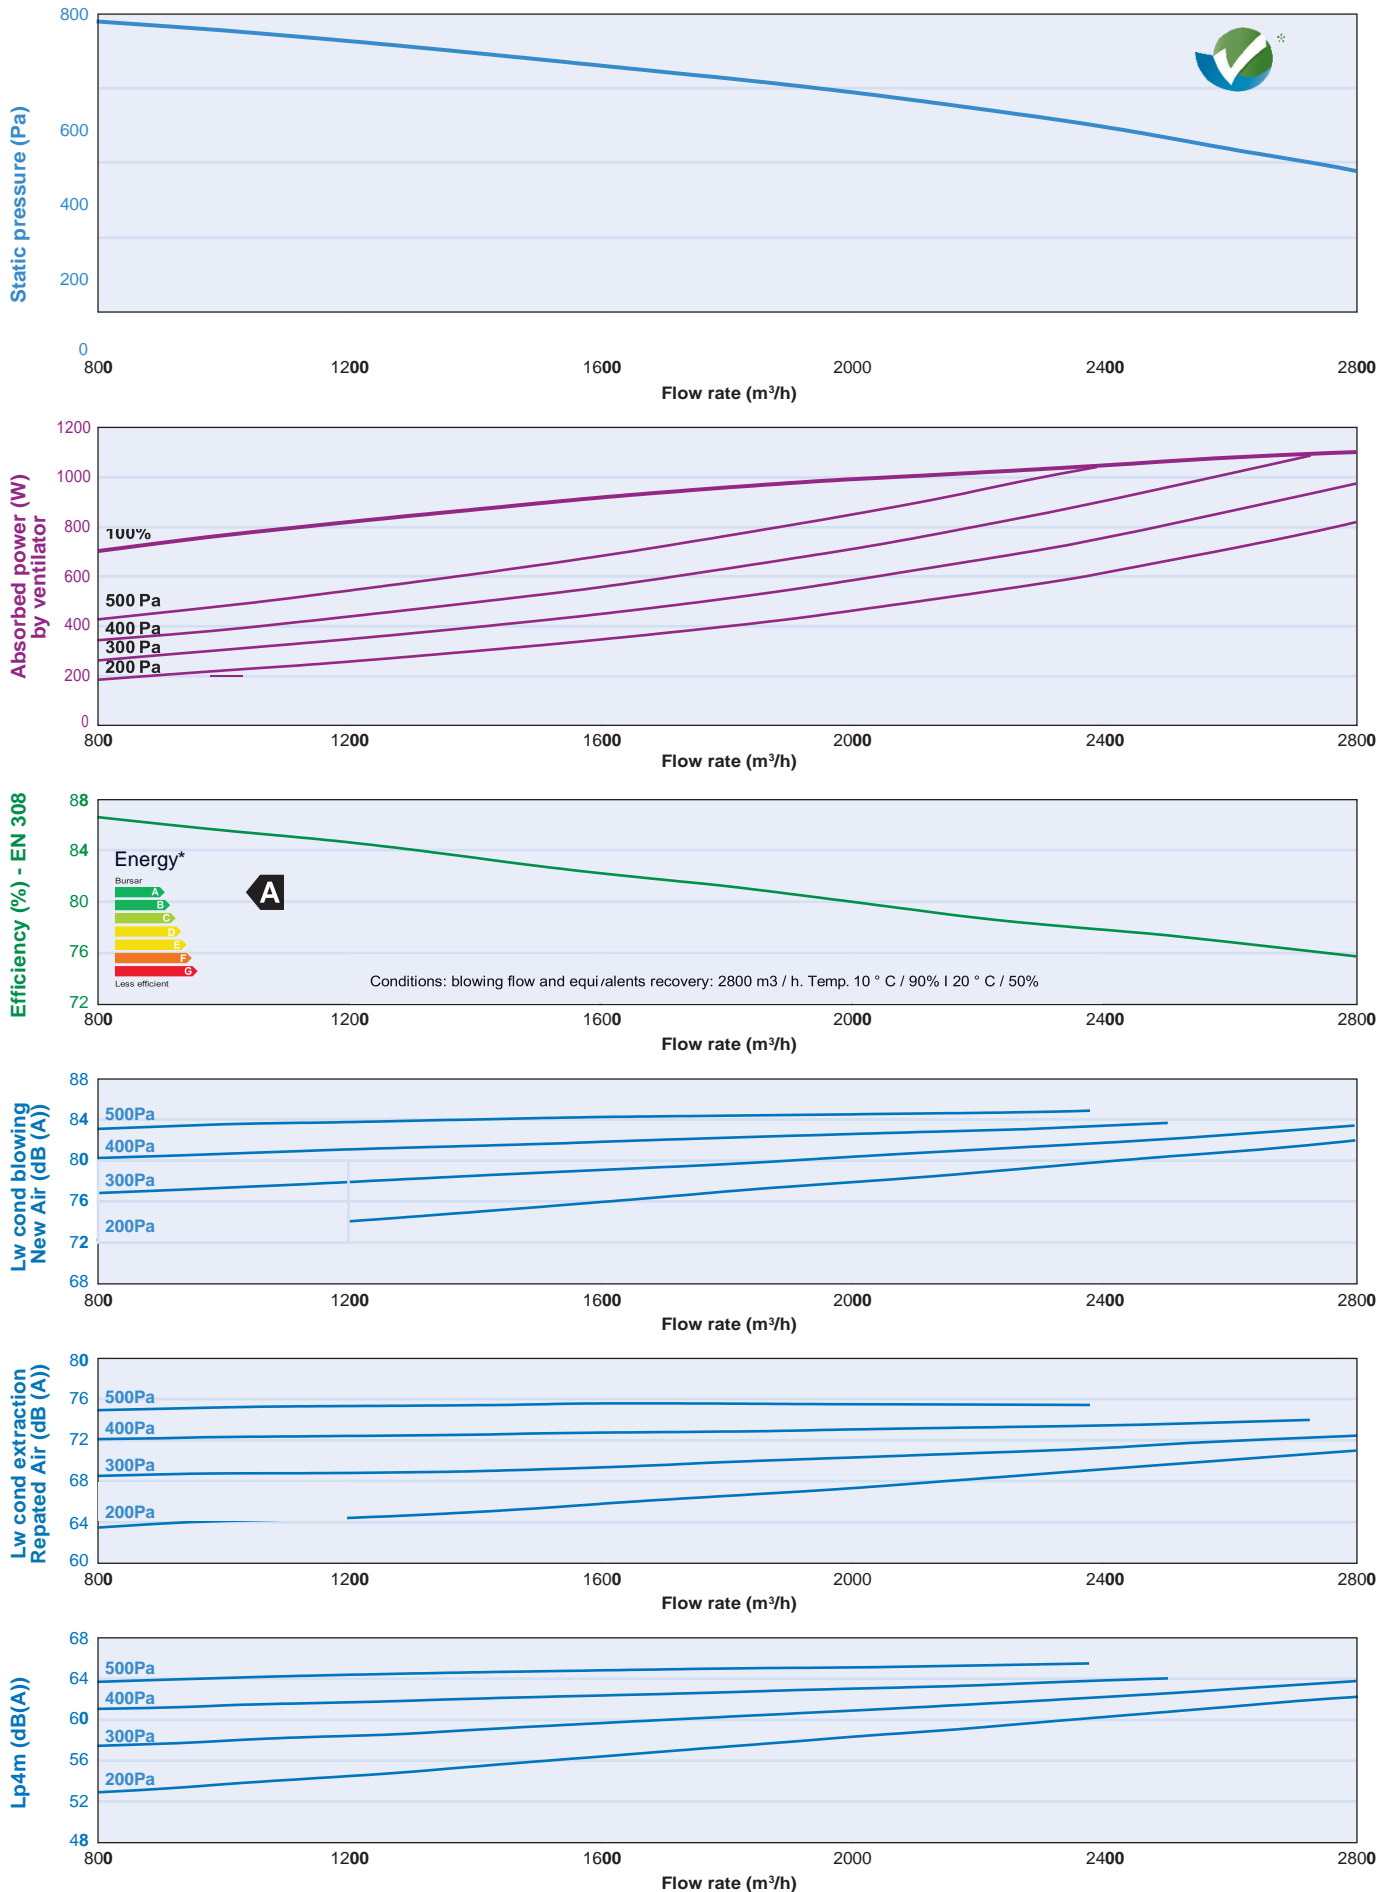 800
600
400
200
0
Static pressure (Pa)
*
800 1200 1600 2000 2400 2800
Flow rate (m³/h)
1200
1000
800
600
400
200
0
Absorbed power (W)
by ventilator
100%
500 Pa
400 Pa
300 Pa
200 Pa
800 1200 1600 2000 2400 2800
Flow rate (m³/h)
88
84
80
76
72
Efficiency (%) - EN 308
Energy*
Bursar
A
B
C
D
E
F
G
Less efficient
A
Conditions: blowing flow and equi/alents recovery: 2800 m3 / h. Temp. 10 ° C / 90% I 20 ° C / 50%
800 1200 1600 2000 2400 2800
Flow rate (m³/h)
88
84
80
76
72
68
Lw cond blowing
New Air (dB (A))
500Pa
400Pa
300Pa
200Pa
800 1200 1600 2000 2400 2800
Flow rate (m³/h)
80
76
72
68
64
60
Lw cond extraction
Repated Air (dB (A))
500Pa
400Pa
300Pa
200Pa
800 1200 1600 2000 2400 2800
Flow rate (m³/h)
68
64
60
56
52
48
Lp4m (dB(A))
500Pa
400Pa
300Pa
200Pa
800 1200 1600 2000 2400 2800
Flow rate (m³/h)